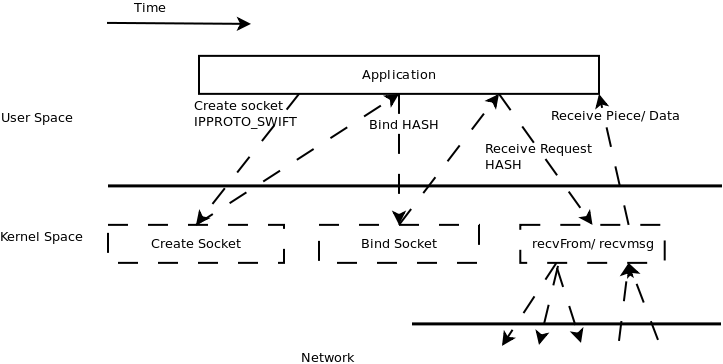 Time
Application
Create socket
IPPROTO_SWIFT
Bind HASH
Receive Piece/ Data
User Space
Receive Request
HASH
Kernel Space
Create Socket
Bind Socket
recvFrom/ recvmsg
Network